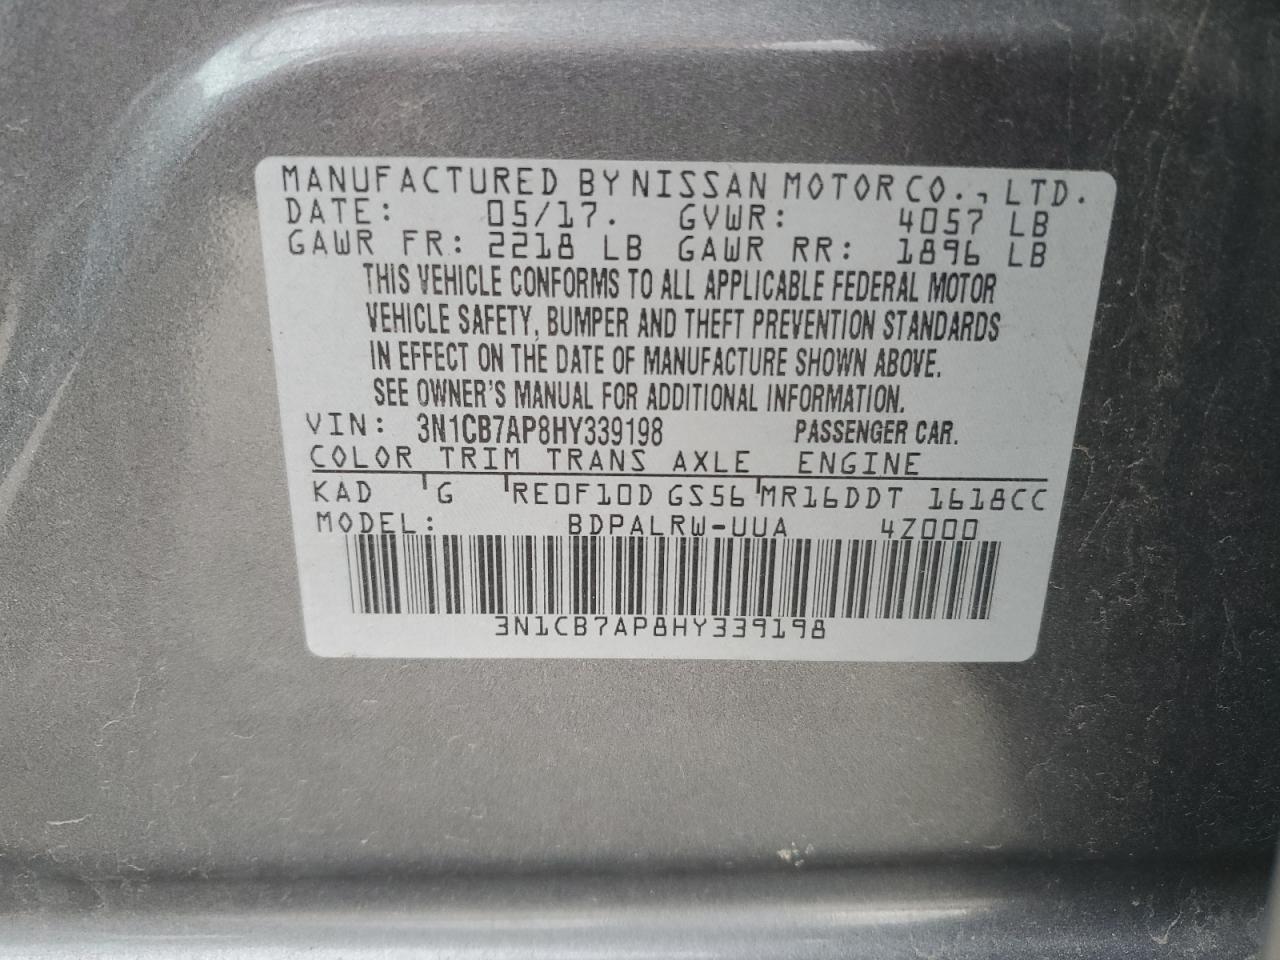 MANUFACTURED BY NISSAN MOTOR CO., LTD.
DATE: 05/17. GVWR: 4057 LB
GAWR FR: 2218 LB GAWR RR: 1896 LB
THIS VEHICLE CONFORMS TO ALL APPLICABLE FEDERAL MOTOR
VEHICLE SAFETY, BUMPER AND THEFT PREVENTION STANDARDS
IN EFFECT ON THE DATE OF MANUFACTURE SHOWN ABOVE.
SEE OWNER'S MANUAL FOR ADDITIONAL INFORMATION.
VIN: 3N1CB7AP8HY339198 PASSENGER CAR.
COLOR TRIM TRANS AXLE ENGINE
KAD G RE0F10D GS56 MR16DDT 1618CC
MODEL: BDPALRW-UUA 4Z000
3N1CB7AP8HY339198